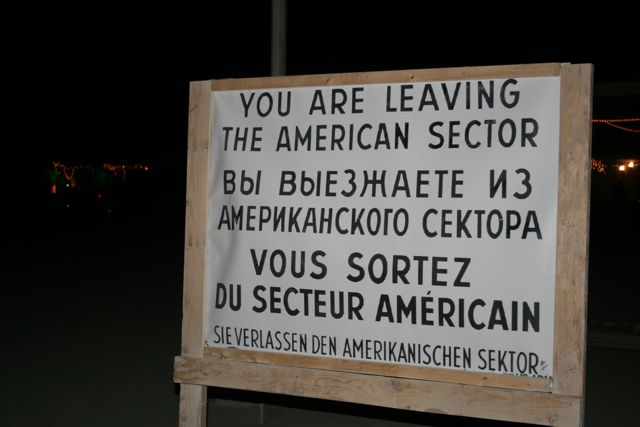 YOU ARE LEAVING
THE AMERICAN SECTOR
ВЫ ВЫЕЗЖАЕТЕ ИЗ
АМЕРИКАНСКОГО СЕКТОРА
VOUS SORTEZ
DU SECTEUR AMÉRICAIN
SIE VERLASSEN DEN AMERIKANISCHEN SEKTOR